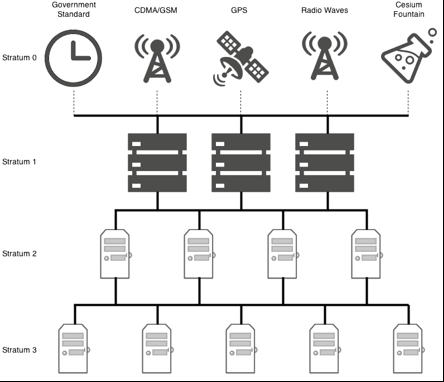 Government
Standard
CDMA/GSM
GPS
Radio Waves
Cesium
Fountain
Stratum 0
Stratum 1
Stratum 2
Stratum 3